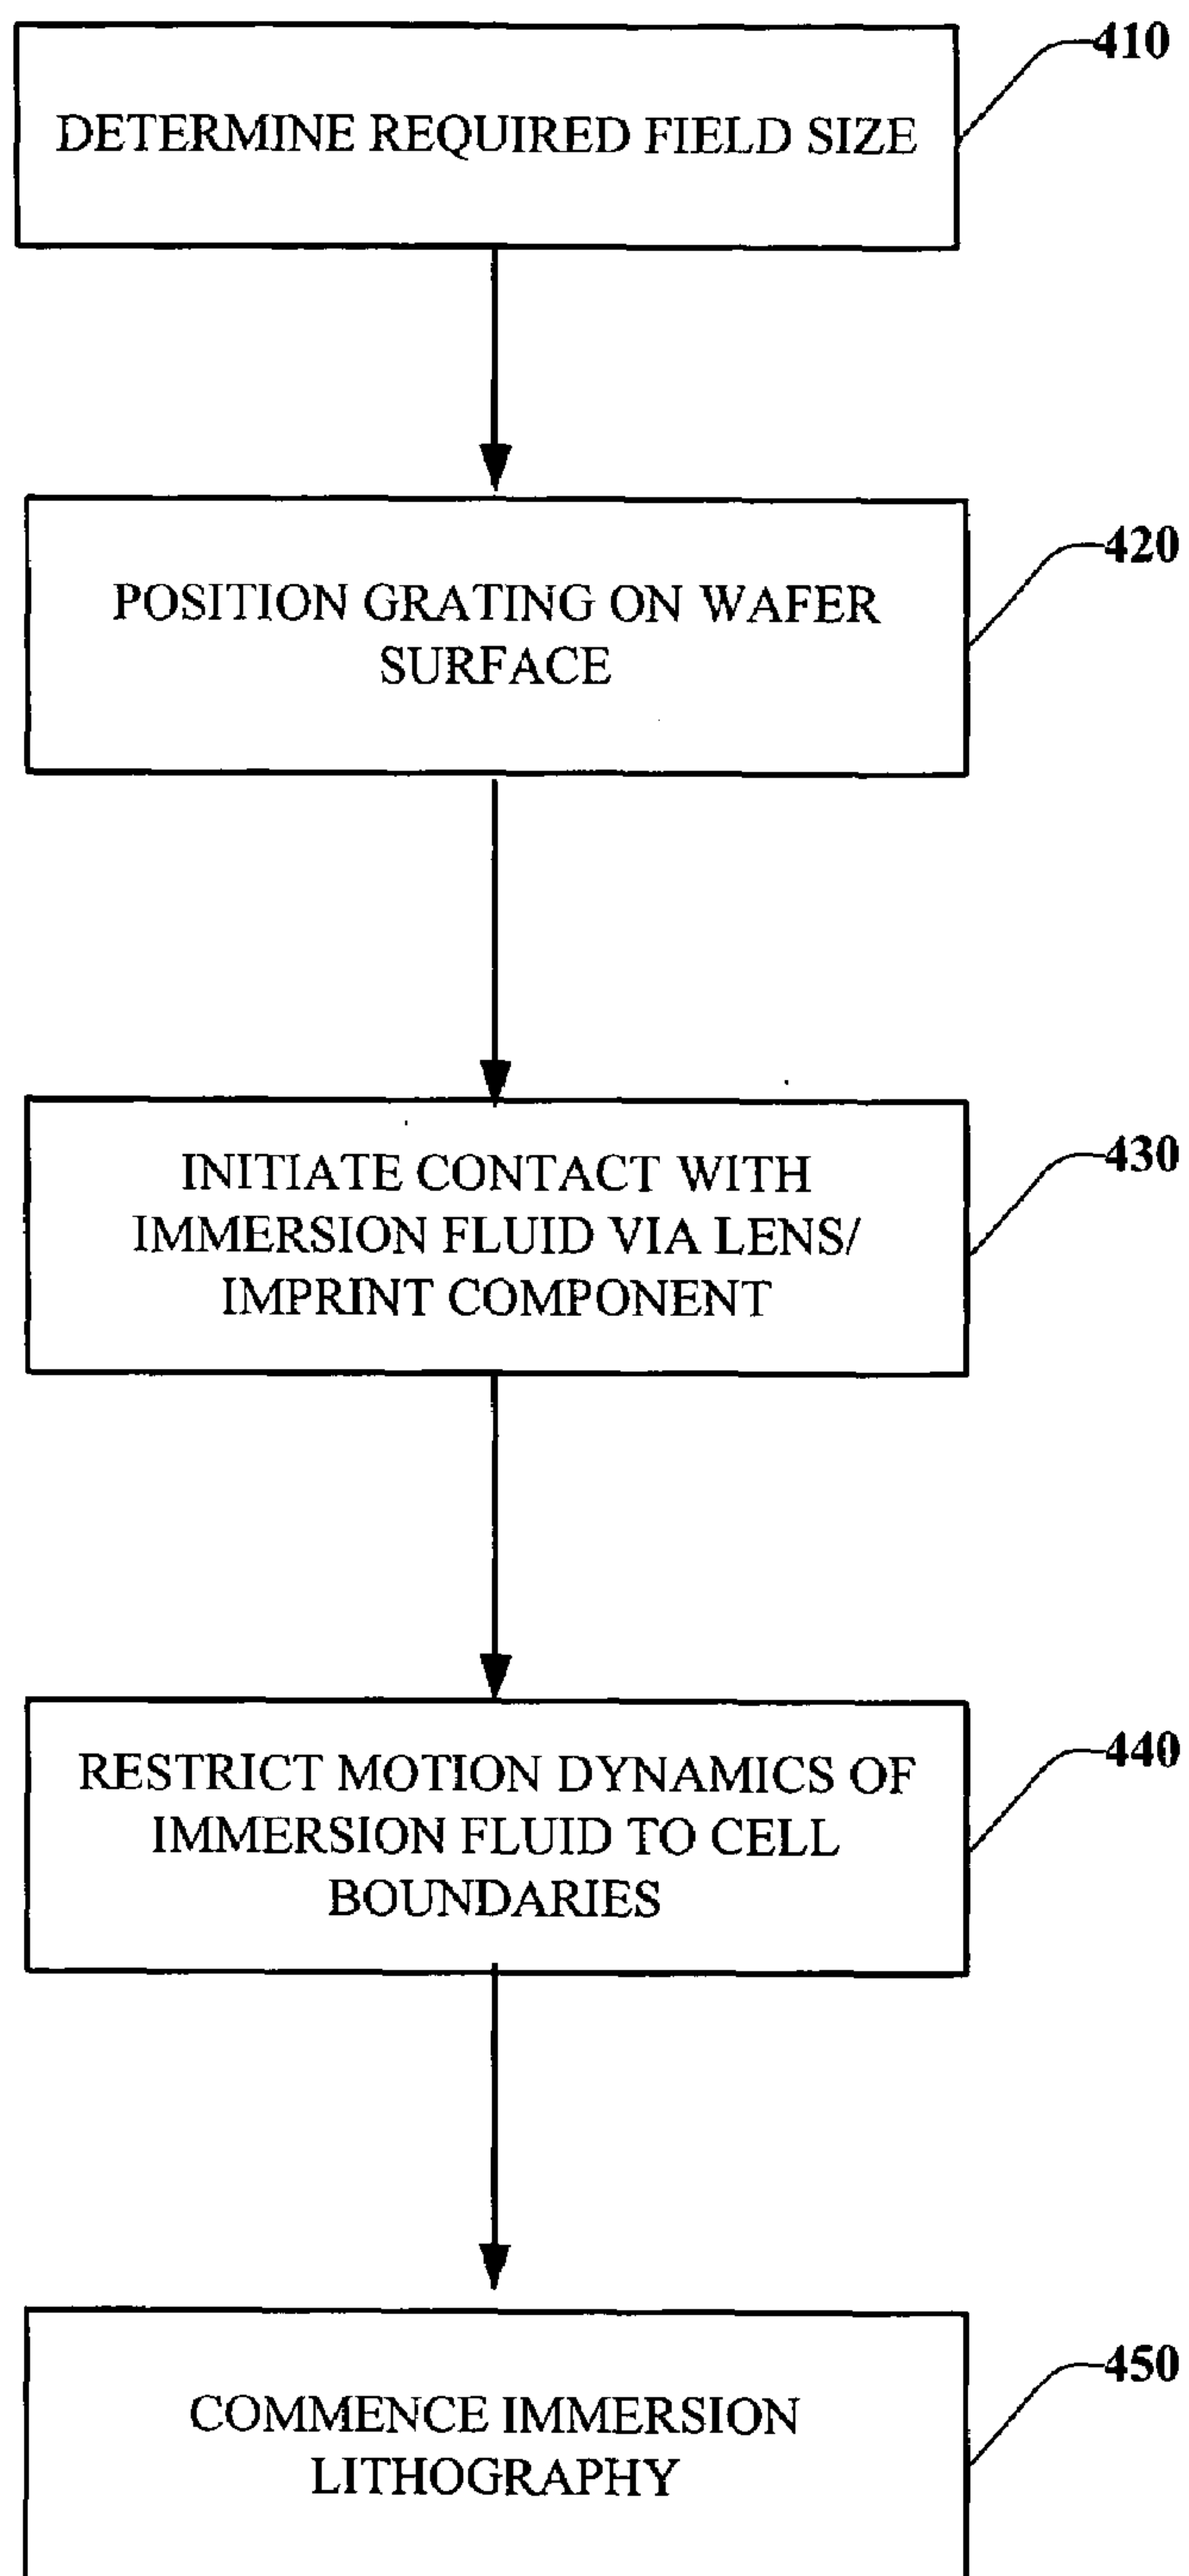 410
DETERMINE REQUIRED FIELD SIZE
420
POSITION GRATING ON WAFER
SURFACE
430
INITIATE CONTACT WITH
IMMERSION FLUID VIA LENS/
IMPRINT COMPONENT
440
RESTRICT MOTION DYNAMICS OF
IMMERSION FLUID TO CELL
BOUNDARIES
450
COMMENCE IMMERSION
LITHOGRAPHY